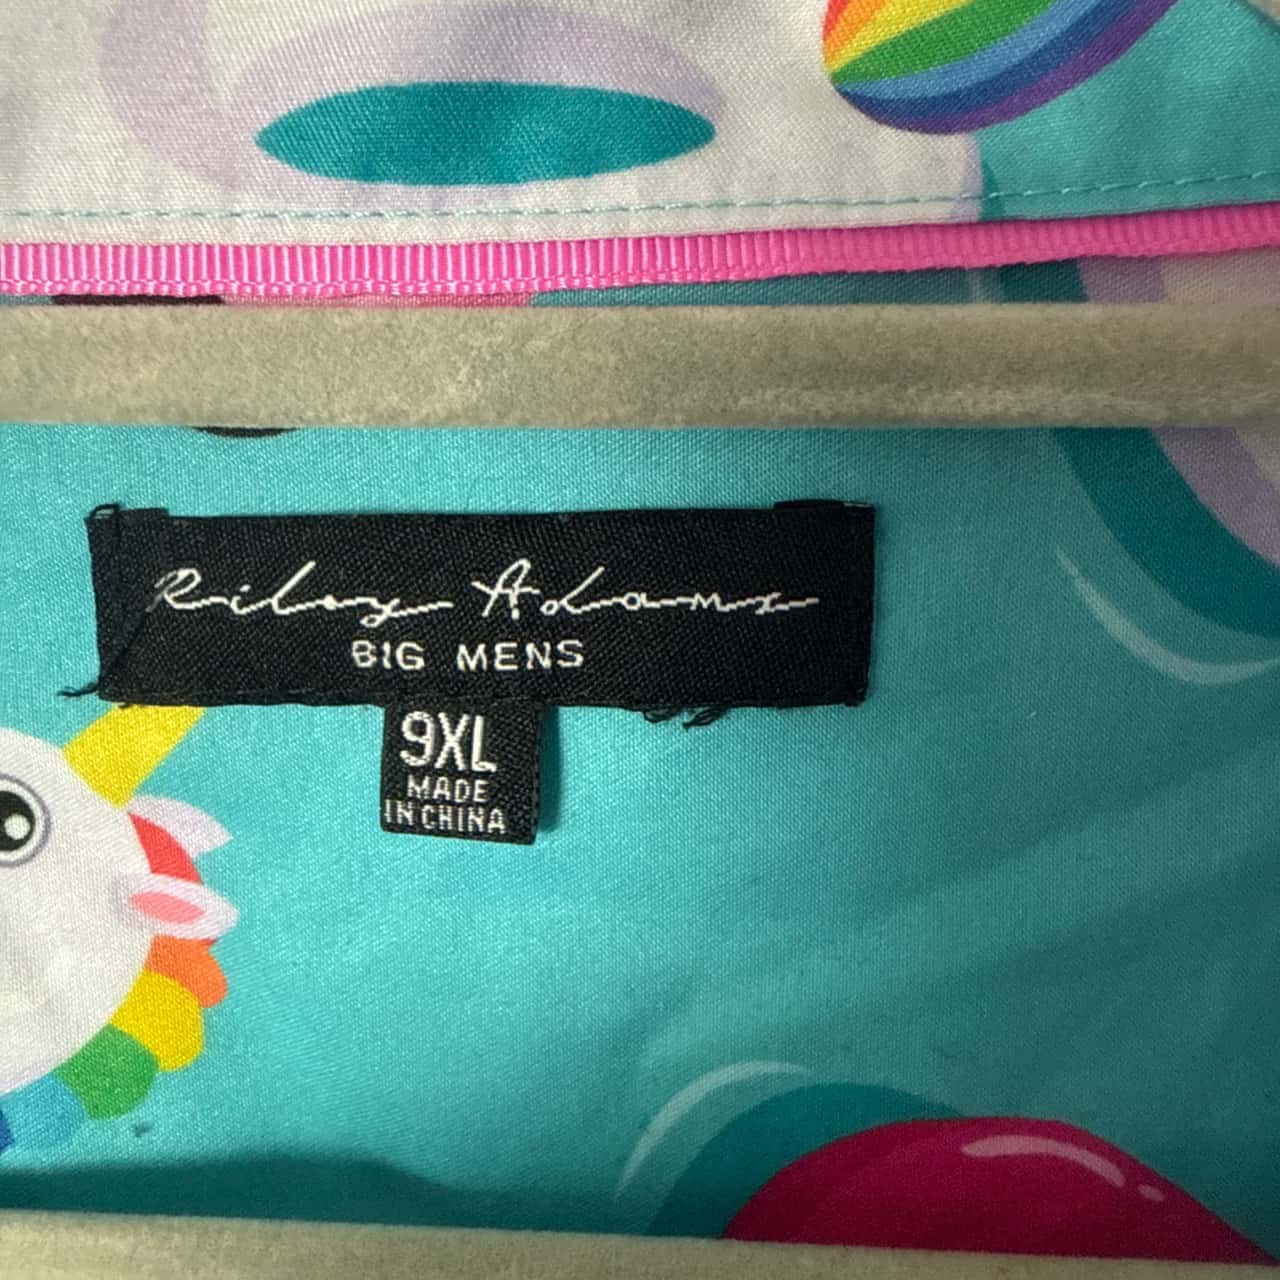 Riley Adams
BIG MENS
9XL
MADE
IN CHINA